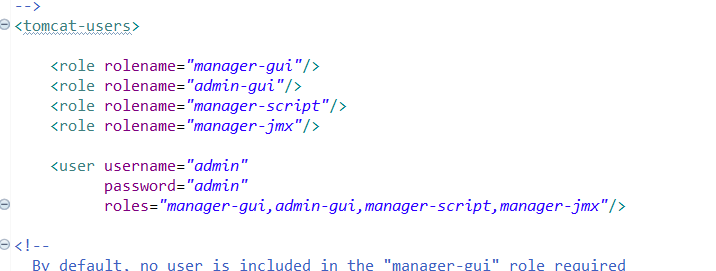 -->
<tomcat-users>
<role rolename="manager-gui"/>
<role rolename="admin-gui"/>
<role rolename="manager-script"/>
<role rolename="manager-jmx"/>
<user username="admin"
password="admin"
roles="manager-gui,admin-gui,manager-script,manager-jmx"/>
<!--
By default, no user is included in the "manager-gui" role required